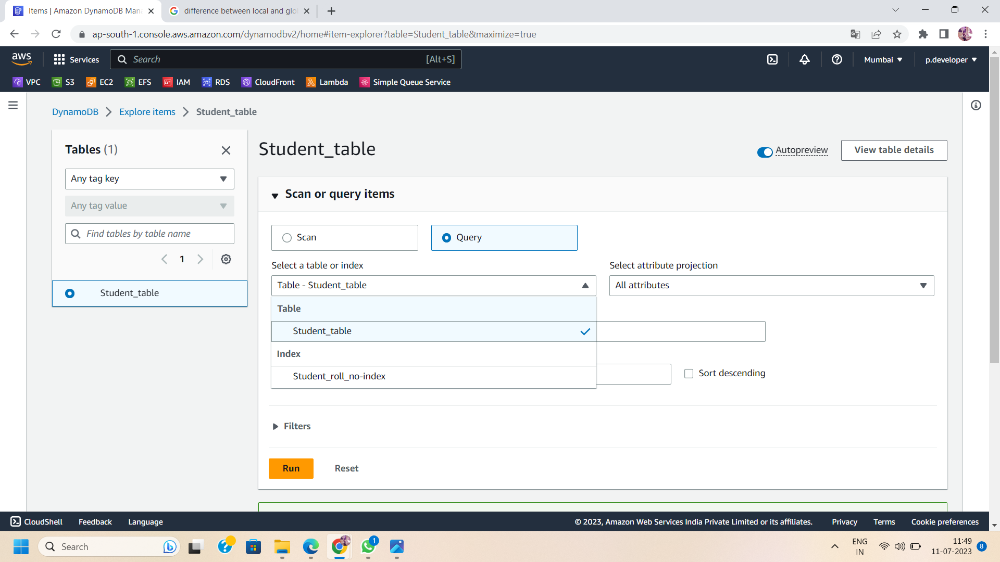 Items | Amazon DynamoDB Man
difference between local and glo
ap-south-1.console.aws.amazon.com/dynamodbv2/home#item-explorer?table=Student_table&maximize=true
aws
Services
Search
[Alt+S]
Mumbai
p.developer
VPC
S3
EC2
EFS
IAM
RDS
CloudFront
Lambda
Simple Queue Service
DynamoDB
Explore items
Student_table
Tables (1)
Any tag key
Any tag value
Find tables by table name
1
Student_table
Student_table
Autopreview
View table details
Scan or query items
Scan
Query
Select a table or index
Select attribute projection
Table - Student_table
All attributes
Table
Student_table
Index
Student_roll_no-index
Sort descending
Filters
Run
Reset
CloudShell
Feedback
Language
© 2023, Amazon Web Services India Private Limited or its affiliates.
Privacy
Terms
Cookie preferences
Search
1
ENG
IN
11:49
11-07-2023
8